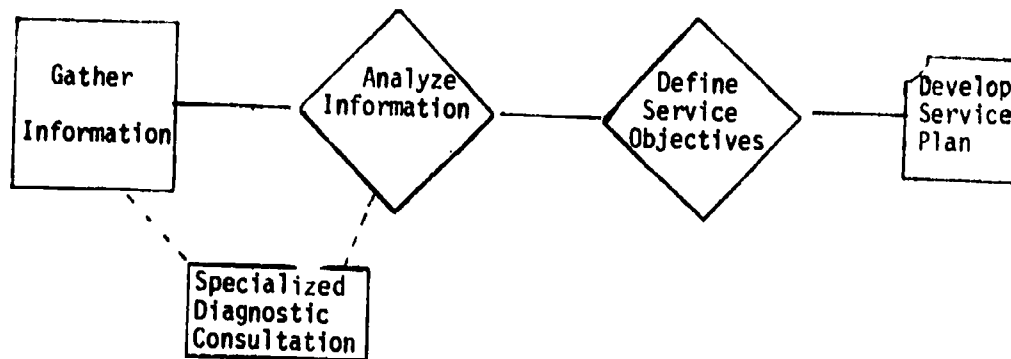 Gather
Information
Analyze
Information
Define
Service
Objectives
Develop
Service
Plan
Specialized
Diagnostic
Consultation